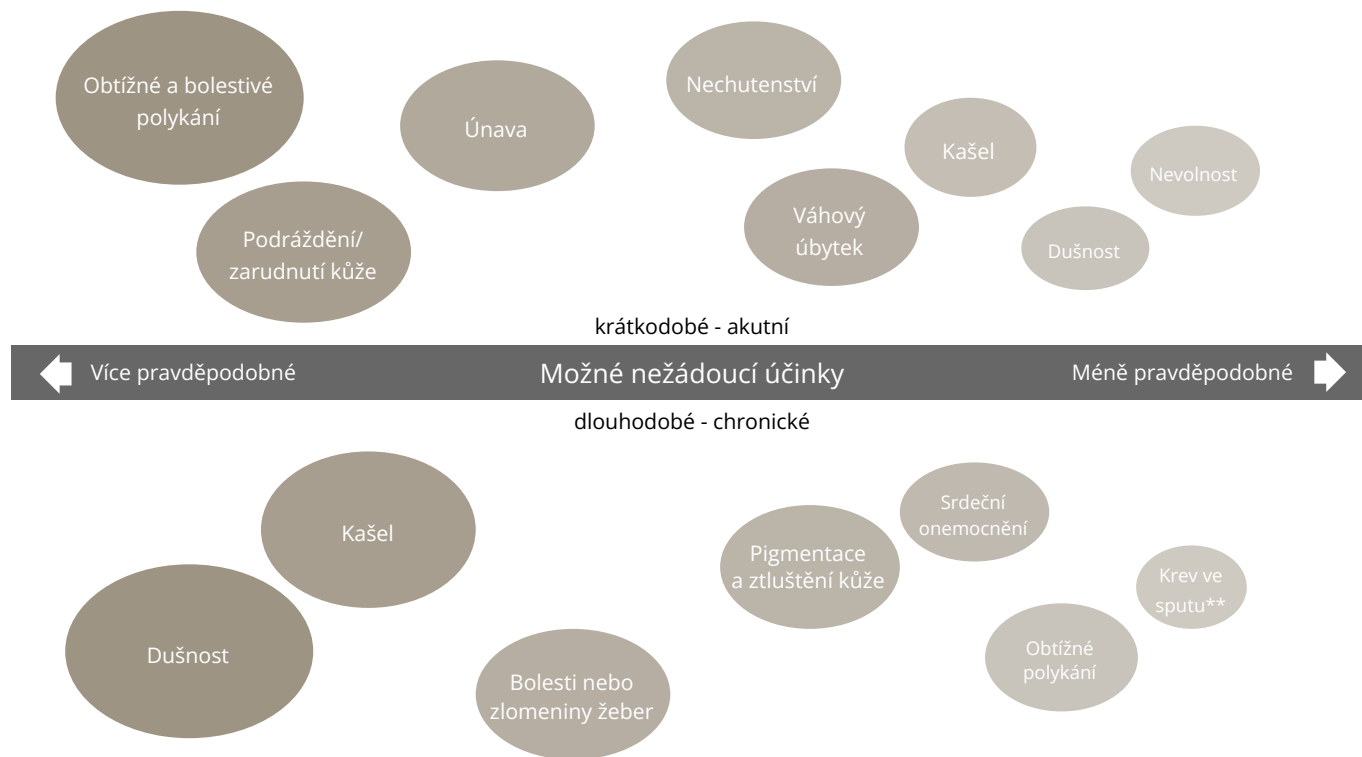 Obtížné a bolestivé
polykání
Únava
Podráždění/
zarudnutí kůže
Nechutenství
Kašel
Nevolnost
Váhový
úbytek
Dušnost
krátkodobé - akutní
Více pravděpodobné
Možné nežádoucí účinky
Méně pravděpodobné
dlouhodobé - chronické
Kašel
Dušnost
Bolesti nebo
zlomeniny žeber
Pigmentace
a ztluštění kůže
Srdeční
onemocnění
Obtížné
polykání
Krev ve
sputu**